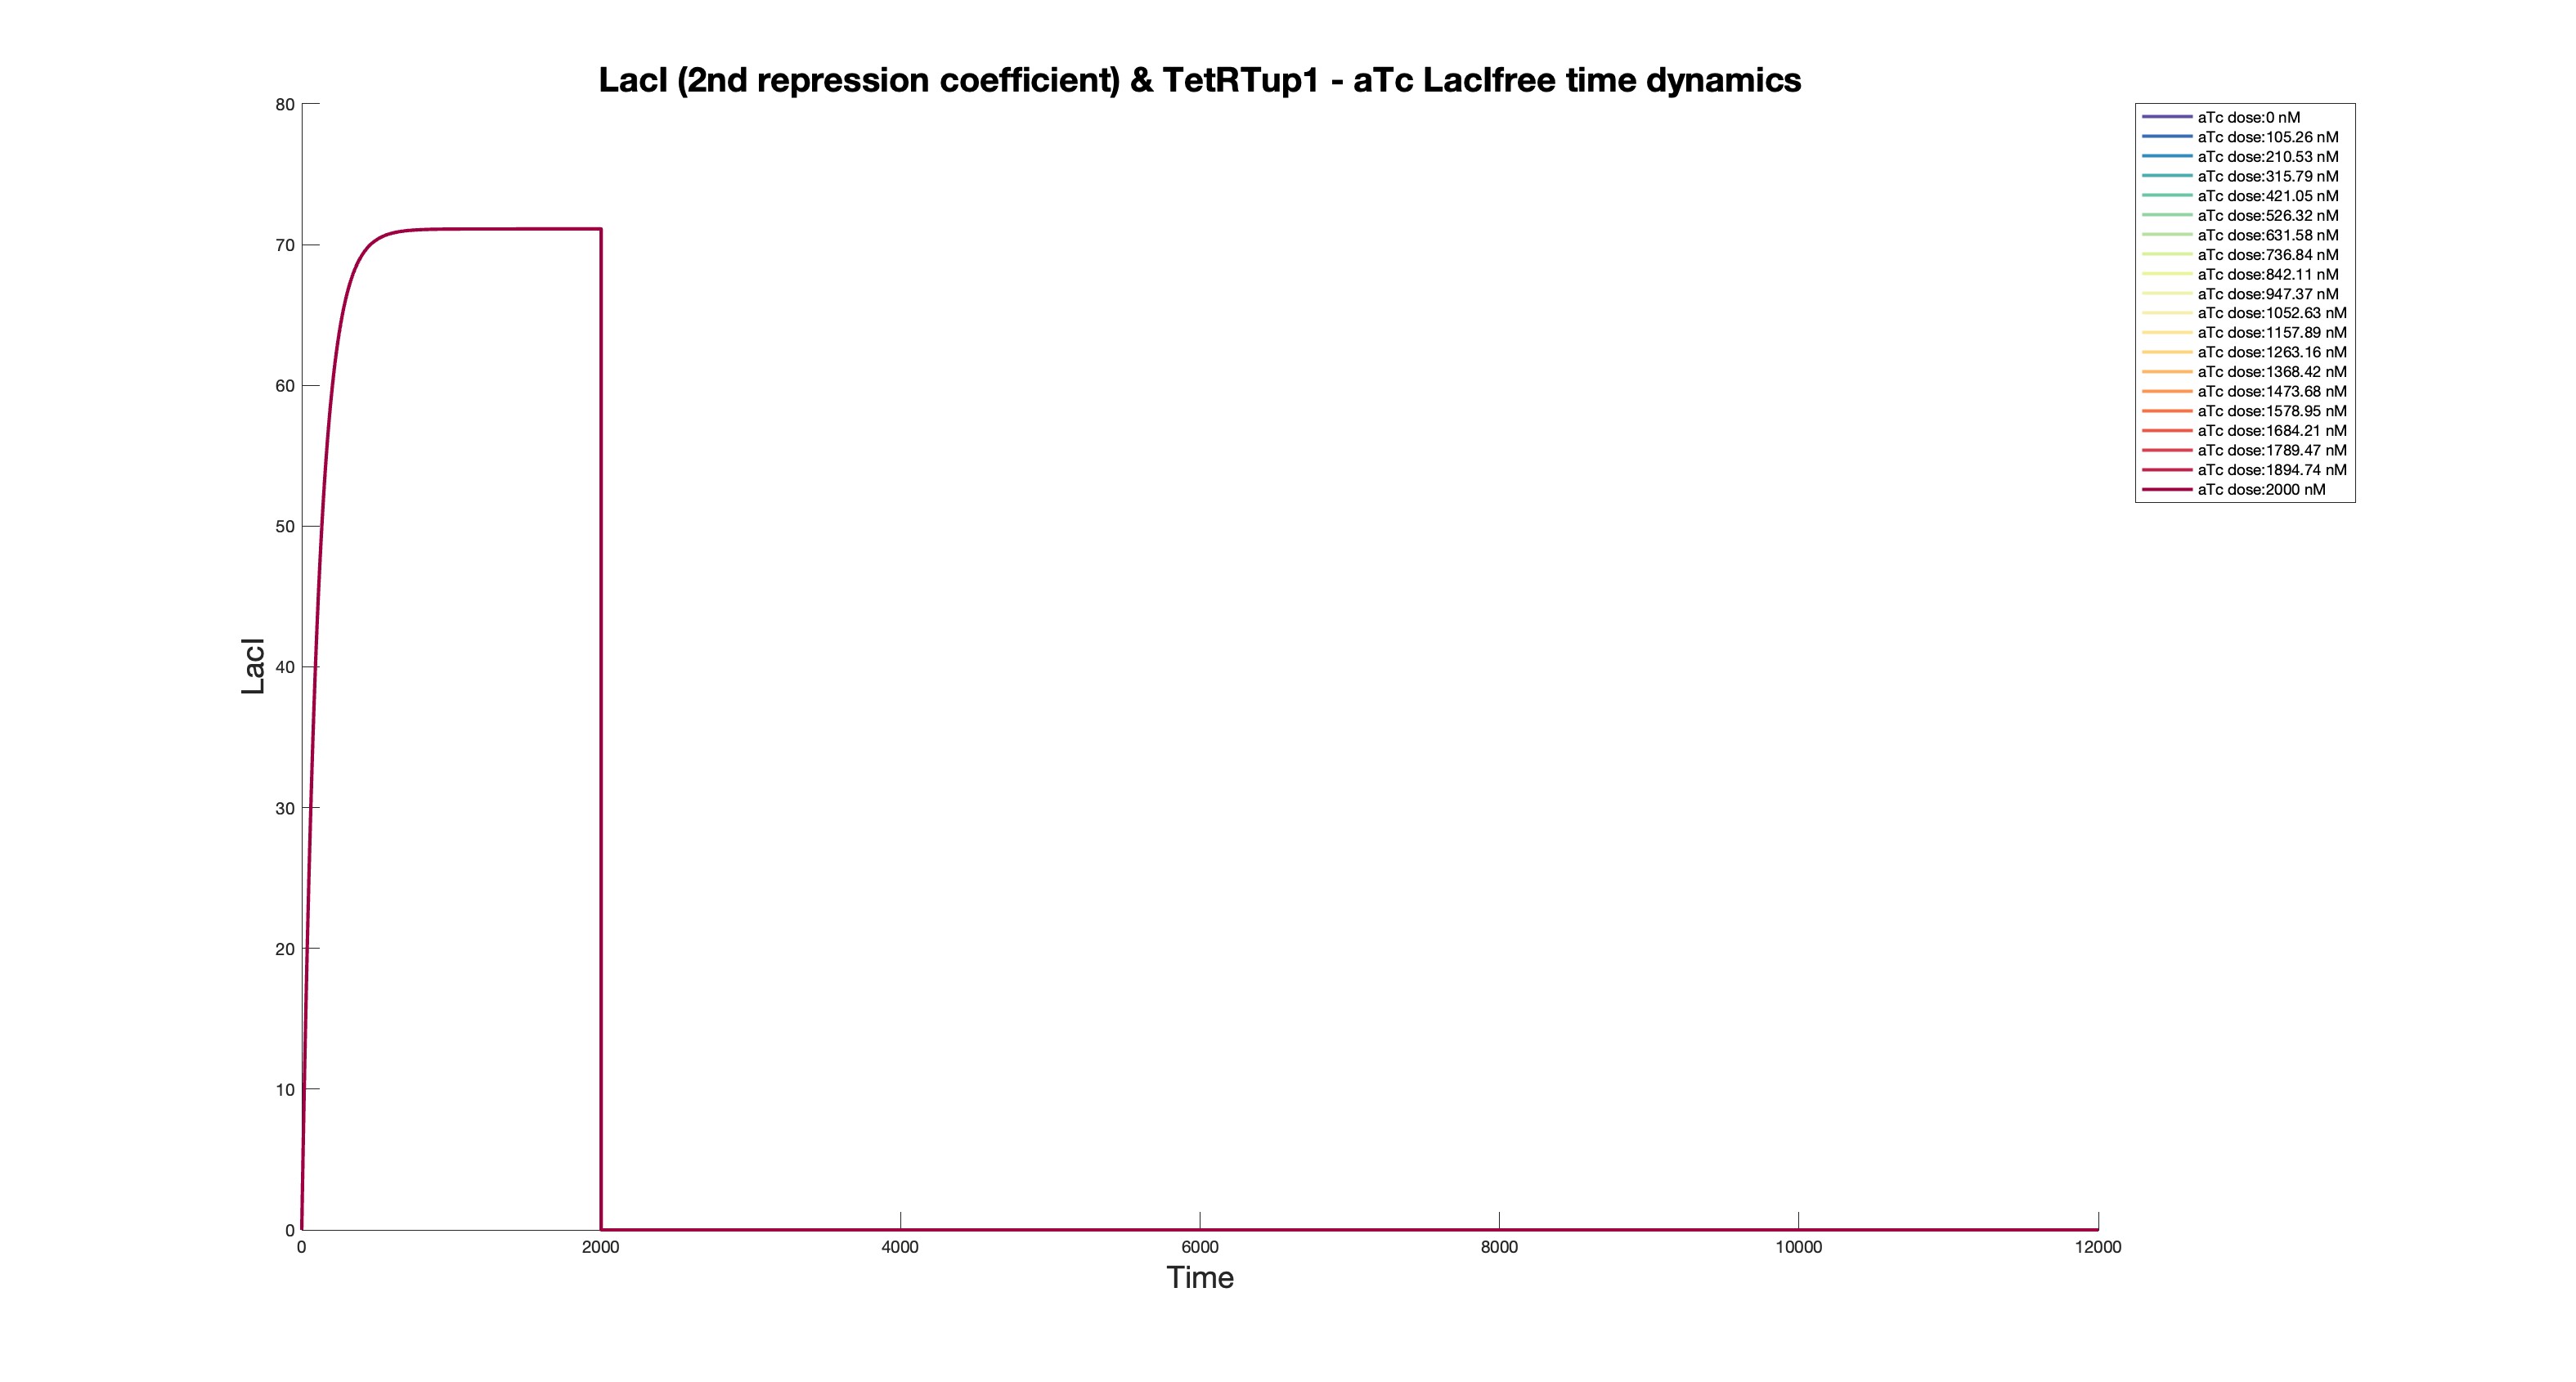 LacI (2nd repression coefficient) & TetRTup1 - aTc LacIfree time dynamics
80
70
60
50
40
30
20
10
0
LacI
0 2000 4000 6000 8000 10000 12000
Time
aTc dose:0 nM
aTc dose:105.26 nM
aTc dose:210.53 nM
aTc dose:315.79 nM
aTc dose:421.05 nM
aTc dose:526.32 nM
aTc dose:631.58 nM
aTc dose:736.84 nM
aTc dose:842.11 nM
aTc dose:947.37 nM
aTc dose:1052.63 nM
aTc dose:1157.89 nM
aTc dose:1263.16 nM
aTc dose:1368.42 nM
aTc dose:1473.68 nM
aTc dose:1578.95 nM
aTc dose:1684.21 nM
aTc dose:1789.47 nM
aTc dose:1894.74 nM
aTc dose:2000 nM